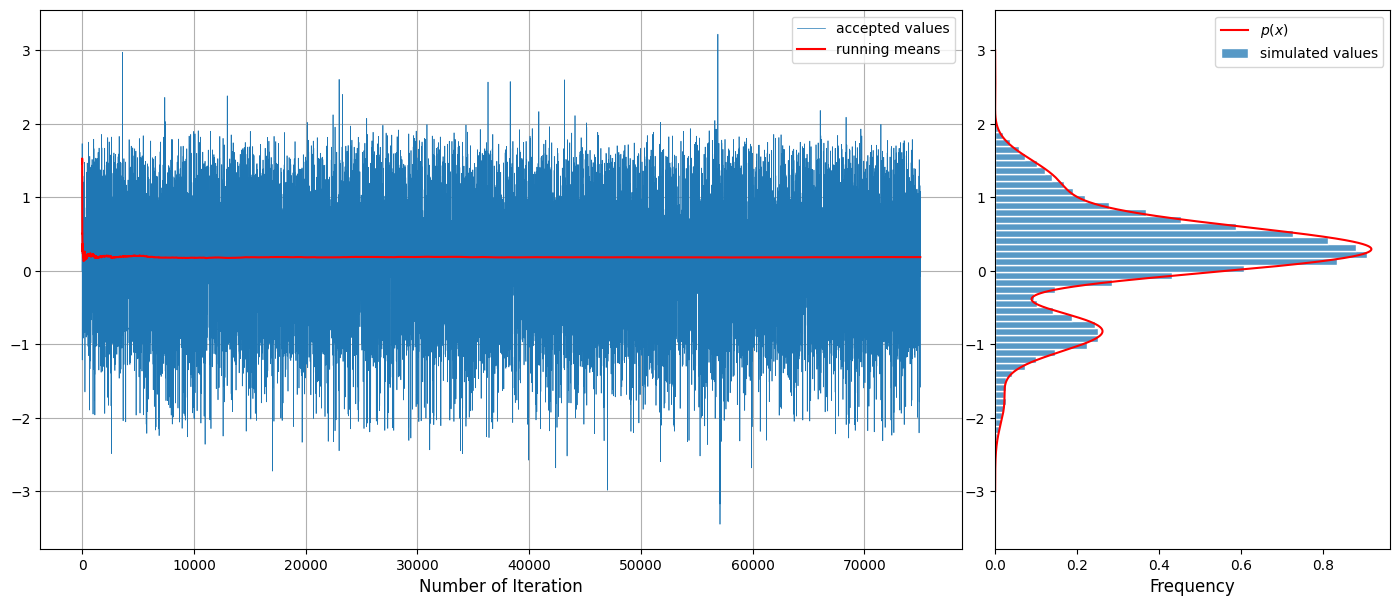 accepted values
running means
3
2
1
0
−1
−2
−3
0 10000 20000 30000 40000 50000 60000 70000
Number of Iteration
p(x)
simulated values
3
2
1
0
−1
−2
−3
0.0 0.2 0.4 0.6 0.8
Frequency